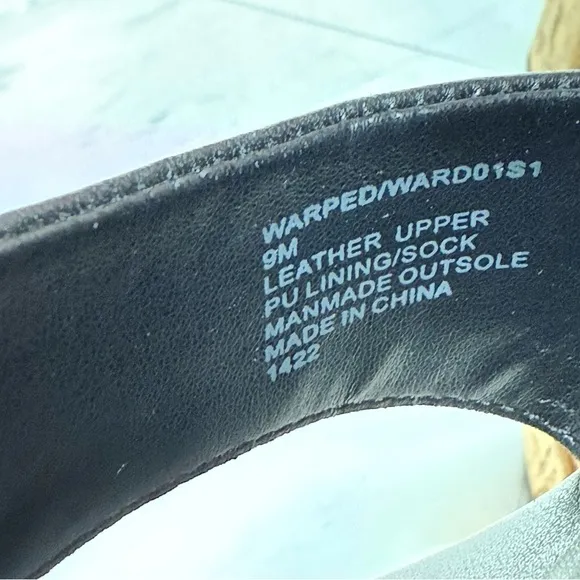 WARPED/WARD01S1
9M
LEATHER UPPER
PU LINING/SOCK
MANMADE OUTSOLE
MADE IN CHINA
1422